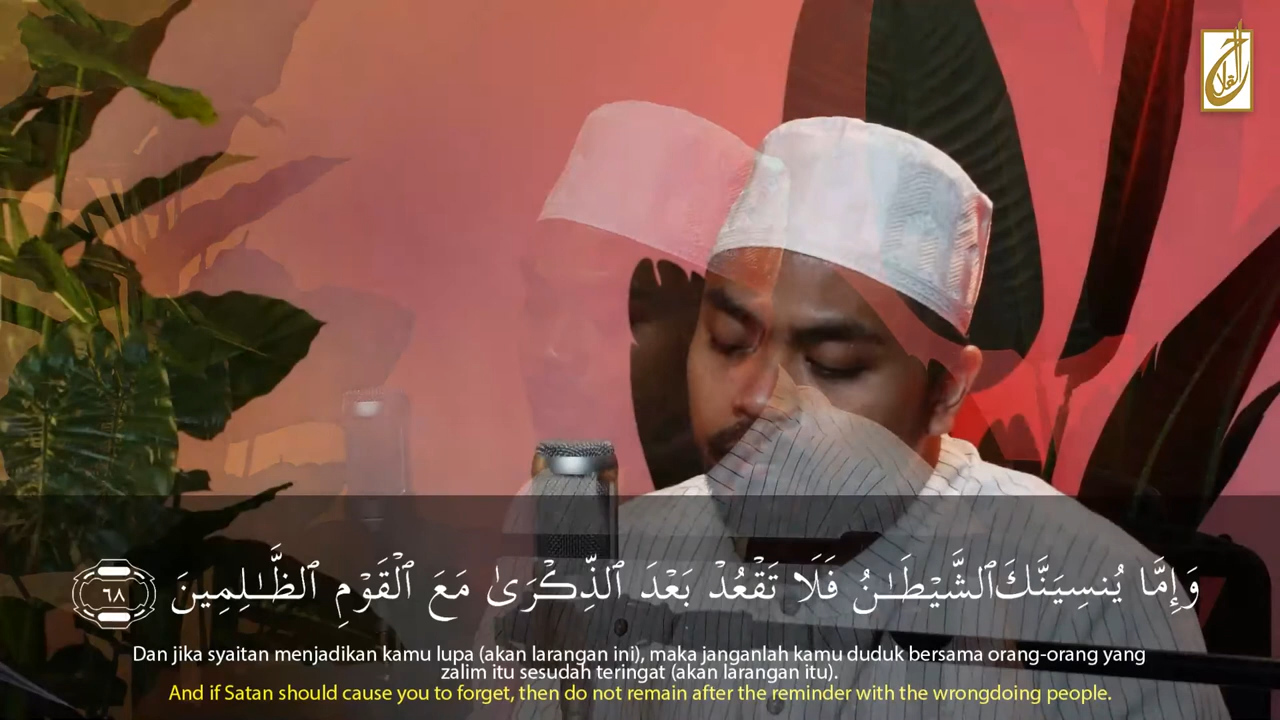 وَإِمَّا يُنسِيَنَّكَ ٱلشَّيْطَـٰنُ فَلَا تَقْعُدْ بَعْدَ ٱلذِّكْرَىٰ مَعَ ٱلْقَوْمِ ٱلظَّـٰلِمِينَ ٦٨
Dan jika syaitan menjadikan kamu lupa (akan larangan ini), maka janganlah kamu duduk bersama orang-orang yang
zalim itu sesudah teringat (akan larangan itu).
And if Satan should cause you to forget, then do not remain after the reminder with the wrongdoing people.